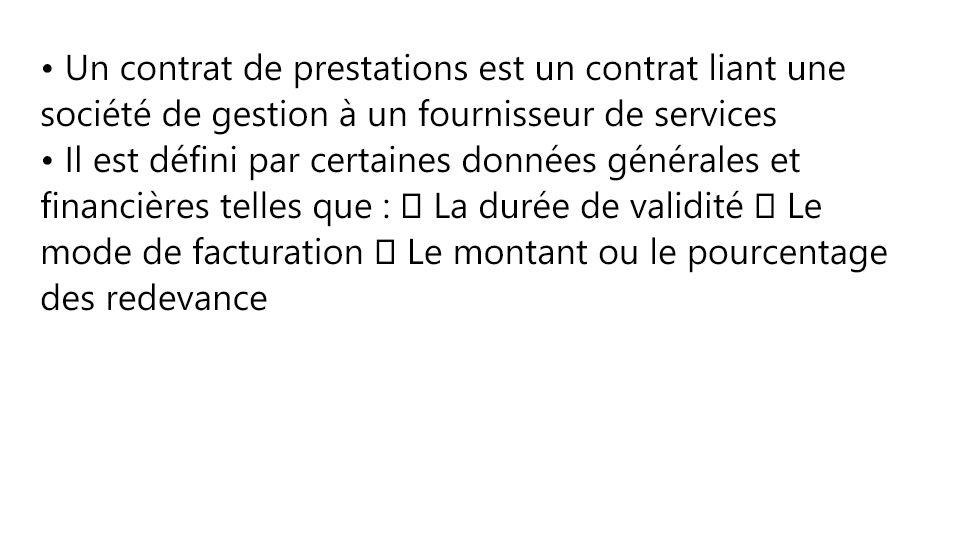 • Un contrat de prestations est un contrat liant une
société de gestion à un fournisseur de services
• Il est défini par certaines données générales et
financières telles que : ▯ La durée de validité ▯ Le
mode de facturation ▯ Le montant ou le pourcentage
des redevance